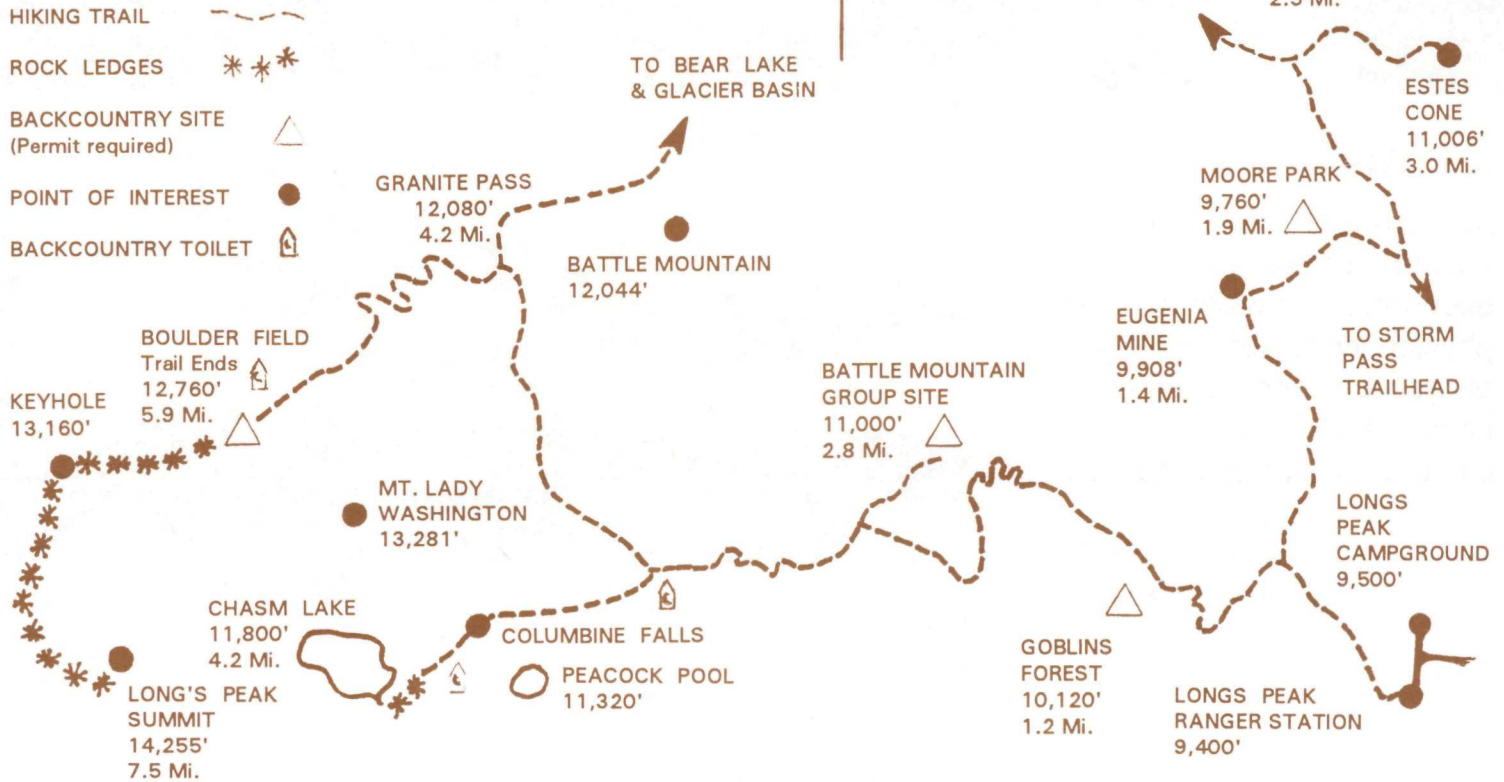 HIKING TRAIL
ROCK LEDGES
BACKCOUNTRY SITE
(Permit required)
POINT OF INTEREST
BACKCOUNTRY TOILET
TO BEAR LAKE
& GLACIER BASIN
GRANITE PASS
12,080'
4.2 Mi.
BATTLE MOUNTAIN
12,044'
ESTES
CONE
11,006'
3.0 Mi.
MOORE PARK
9,760'
1.9 Mi.
EUGENIA
MINE
9,908'
1.4 Mi.
TO STORM
PASS
TRAILHEAD
BOULDER FIELD
Trail Ends
12,760'
5.9 Mi.
KEYHOLE
13,160'
BATTLE MOUNTAIN
GROUP SITE
11,000'
2.8 Mi.
MT. LADY
WASHINGTON
13,281'
LONGS
PEAK
CAMPGROUND
9,500'
CHASM LAKE
11,800'
4.2 Mi.
COLUMBINE FALLS
PEACOCK POOL
11,320'
GOBLINS
FOREST
10,120'
1.2 Mi.
LONGS PEAK
RANGER STATION
9,400'
LONG'S PEAK
SUMMIT
14,255'
7.5 Mi.